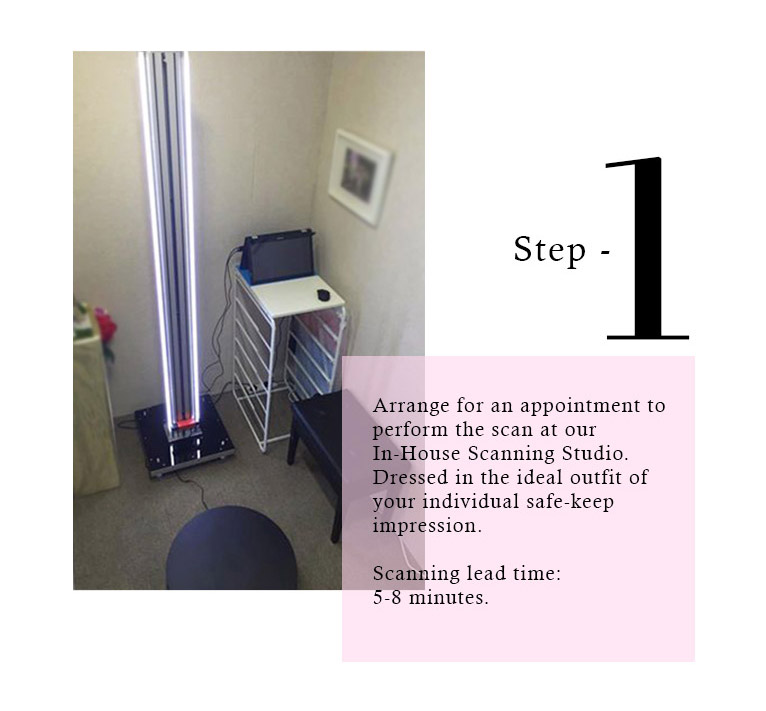 Step - 1
Arrange for an appointment to
perform the scan at our
In-House Scanning Studio.
Dressed in the ideal outfit of
your individual safe-keep
impression.
Scanning lead time:
5-8 minutes.